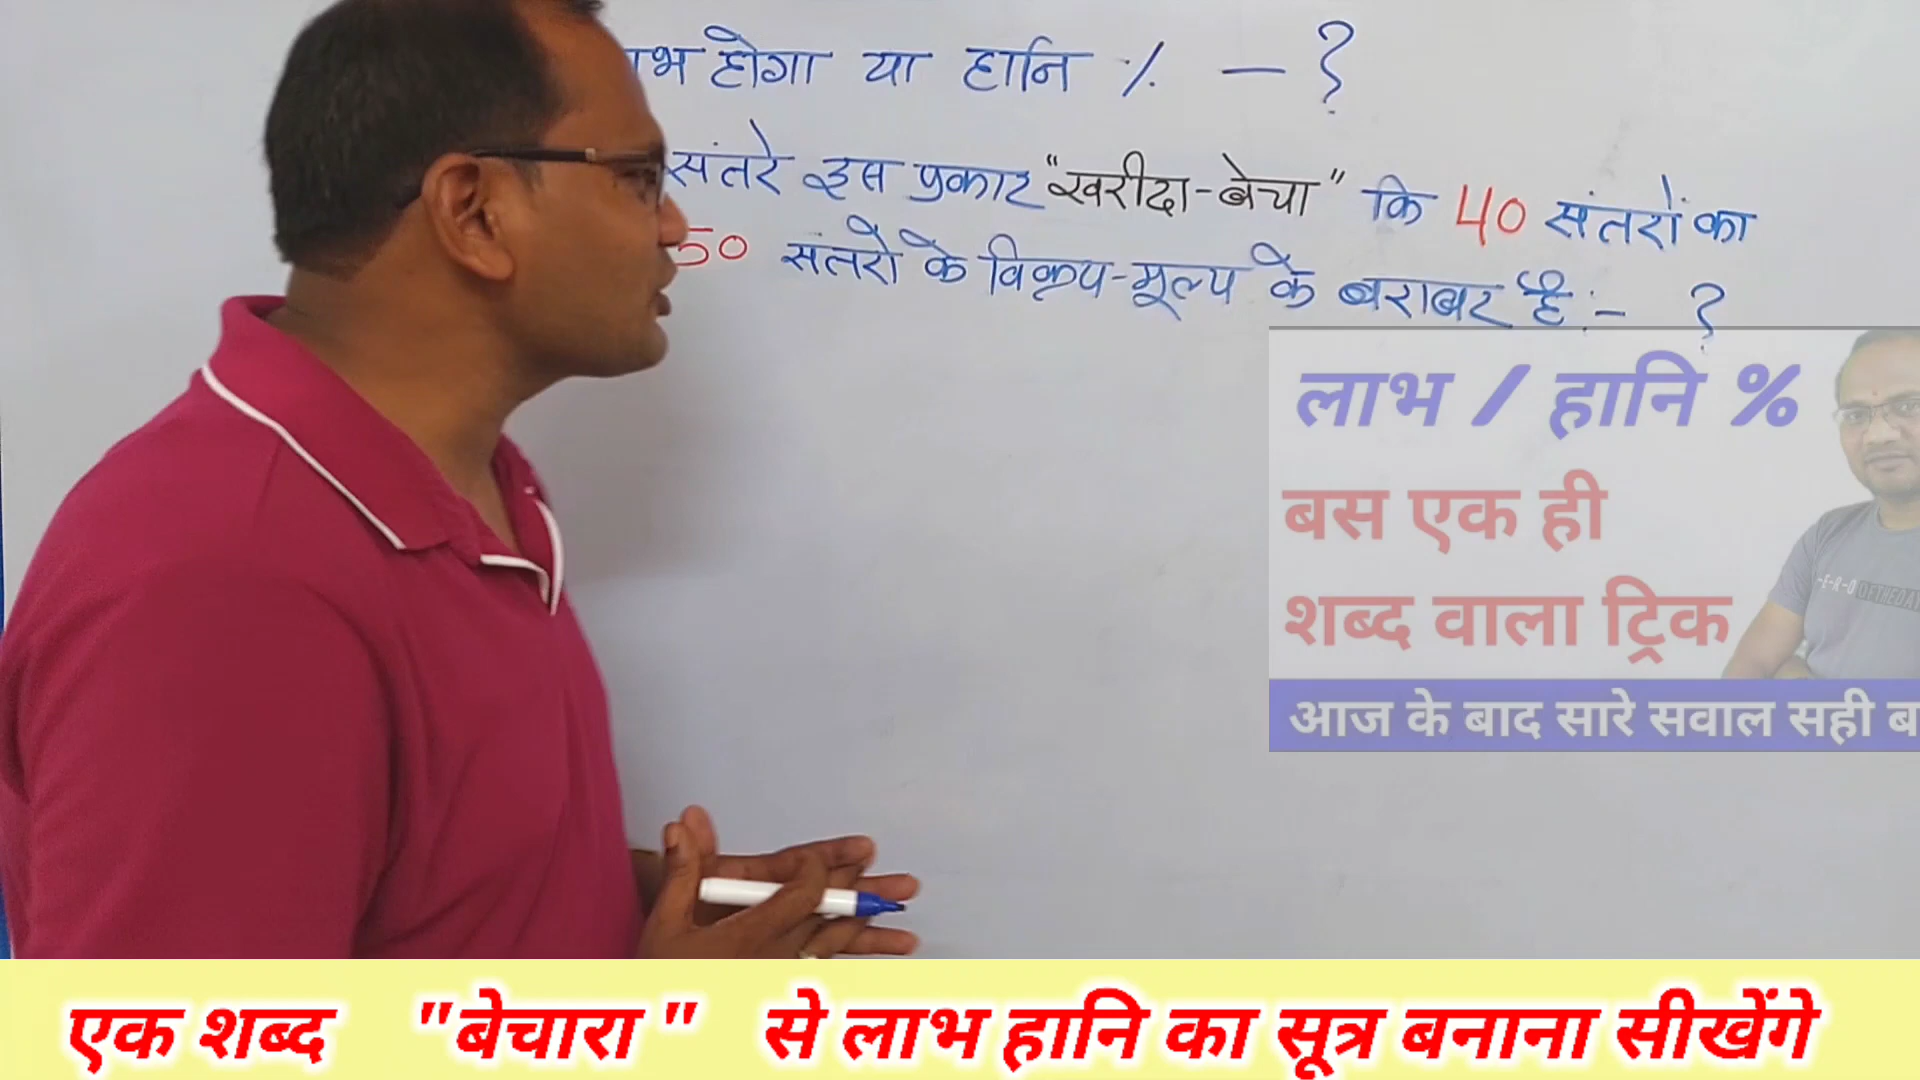 भ होगा या हानि % — ?
संतरे इस प्रकार "खरीदा-बेचा" कि 40 संतरों का
50 संतरो के विक्रय-मूल्य के बराबर है :- ?
लाभ / हानि %
बस एक ही
शब्द वाला ट्रिक
-E-R-O OFTHEDAY
आज के बाद सारे सवाल सही ब
एक शब्द "बेचारा" से लाभ हानि का सूत्र बनाना सीखेंगे